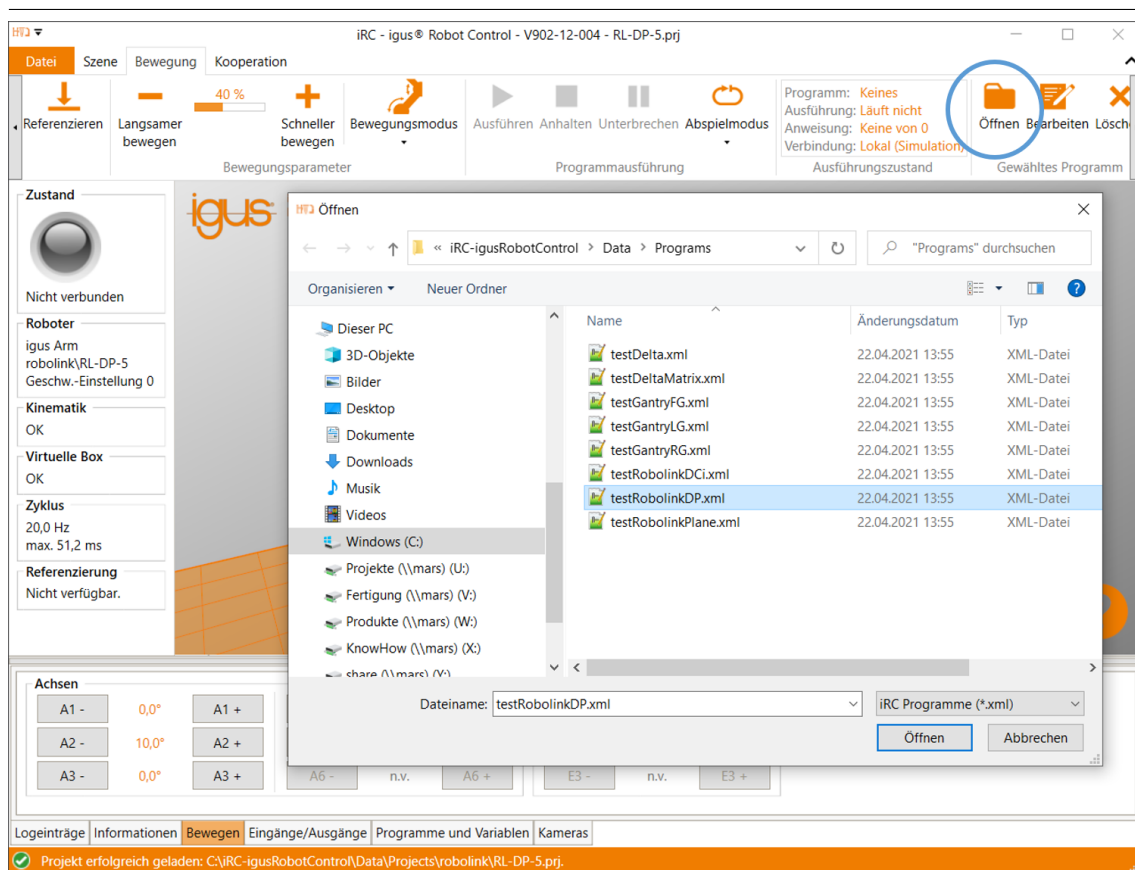 iRC - igus® Robot Control - V902-12-004 - RL-DP-5.prj
Datei Szene Bewegung Kooperation
40 %
Referenzieren Langsamer bewegen Schneller bewegen Bewegungsmodus Ausführen Anhalten Unterbrechen Abspielmodus
Programm: Keines
Ausführung: Läuft nicht
Anweisung: Keine von 0
Verbindung: Lokal (Simulation)
Öffnen Bearbeiten Lösche
Bewegungsparameter Programmausführung Ausführungszustand Gewähltes Programm
Zustand
Nicht verbunden
Roboter
igus Arm
robolink\RL-DP-5
Geschw.-Einstellung 0
Kinematik
OK
Virtuelle Box
OK
Zyklus
20,0 Hz
max. 51,2 ms
Referenzierung
Nicht verfügbar.
igus
Öffnen
« iRC-igusRobotControl > Data > Programs
"Programs" durchsuchen
Organisieren Neuer Ordner
Dieser PC
3D-Objekte
Bilder
Desktop
Dokumente
Downloads
Musik
Videos
Windows (C:)
Projekte (\\mars) (U:)
Fertigung (\\mars) (V:)
Produkte (\\mars) (W:)
KnowHow (\\mars) (X:)
share (\\mars) (Y:)
Name Änderungsdatum Typ
testDelta.xml 22.04.2021 13:55 XML-Datei
testDeltaMatrix.xml 22.04.2021 13:55 XML-Datei
testGantryFG.xml 22.04.2021 13:55 XML-Datei
testGantryLG.xml 22.04.2021 13:55 XML-Datei
testGantryRG.xml 22.04.2021 13:55 XML-Datei
testRobolinkDCi.xml 22.04.2021 13:55 XML-Datei
testRobolinkDP.xml 22.04.2021 13:55 XML-Datei
testRobolinkPlane.xml 22.04.2021 13:55 XML-Datei
Dateiname: testRobolinkDP.xml iRC Programme (*.xml)
Öffnen Abbrechen
Achsen
A1 - 0,0° A1 +
A2 - 10,0° A2 +
A3 - 0,0° A3 + A6 - n.v. A6 + E3 - n.v. E3 +
Logeinträge Informationen Bewegen Eingänge/Ausgänge Programme und Variablen Kameras
Projekt erfolgreich geladen: C:\iRC-igusRobotControl\Data\Projects\robolink\RL-DP-5.prj.